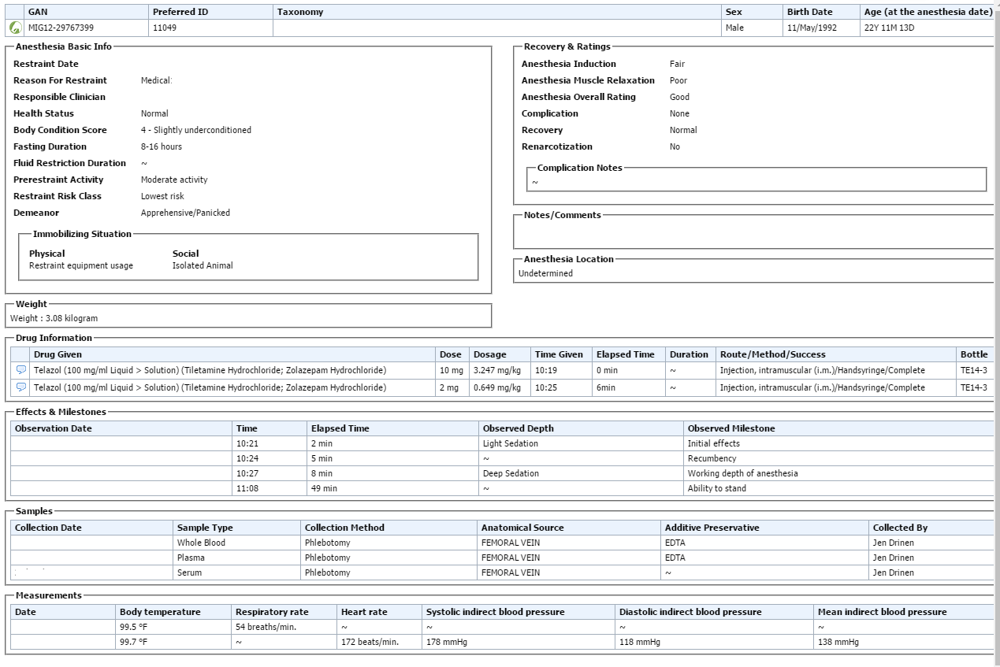 GAN Preferred ID Taxonomy Sex Birth Date Age (at the anesthesia date)
MIG12-29767399 11049 Male 11/May/1992 22Y 11M 13D
Anesthesia Basic Info
Restraint Date
Reason For Restraint Medical
Responsible Clinician
Health Status Normal
Body Condition Score 4 - Slightly underconditioned
Fasting Duration 8-16 hours
Fluid Restriction Duration ~
Prerestraint Activity Moderate activity
Restraint Risk Class Lowest risk
Demeanor Apprehensive/Panicked
Immobilizing Situation
Physical Social
Restraint equipment usage Isolated Animal
Recovery & Ratings
Anesthesia Induction Fair
Anesthesia Muscle Relaxation Poor
Anesthesia Overall Rating Good
Complication None
Recovery Normal
Renarcotization No
Complication Notes
~
Notes/Comments
Anesthesia Location
Undetermined
Weight
Weight : 3.08 kilogram
Drug Information
Drug Given Dose Dosage Time Given Elapsed Time Duration Route/Method/Success Bottle
Telazol (100 mg/ml Liquid > Solution) (Tiletamine Hydrochloride; Zolazepam Hydrochloride) 10 mg 3.247 mg/kg 10:19 0 min ~ Injection, intramuscular (i.m.)/Handsyringe/Complete TE14-3
Telazol (100 mg/ml Liquid > Solution) (Tiletamine Hydrochloride; Zolazepam Hydrochloride) 2 mg 0.649 mg/kg 10:25 6min ~ Injection, intramuscular (i.m.)/Handsyringe/Complete TE14-3
Effects & Milestones
Observation Date Time Elapsed Time Observed Depth Observed Milestone
10:21 2 min Light Sedation Initial effects
10:24 5 min ~ Recumbency
10:27 8 min Deep Sedation Working depth of anesthesia
11:08 49 min ~ Ability to stand
Samples
Collection Date Sample Type Collection Method Anatomical Source Additive Preservative Collected By
Whole Blood Phlebotomy FEMORAL VEIN EDTA Jen Drinen
Plasma Phlebotomy FEMORAL VEIN EDTA Jen Drinen
Serum Phlebotomy FEMORAL VEIN ~ Jen Drinen
Measurements
Date Body temperature Respiratory rate Heart rate Systolic indirect blood pressure Diastolic indirect blood pressure Mean indirect blood pressure
99.5 °F 54 breaths/min. ~ ~ ~ ~
99.7 °F ~ 172 beats/min. 178 mmHg 118 mmHg 138 mmHg